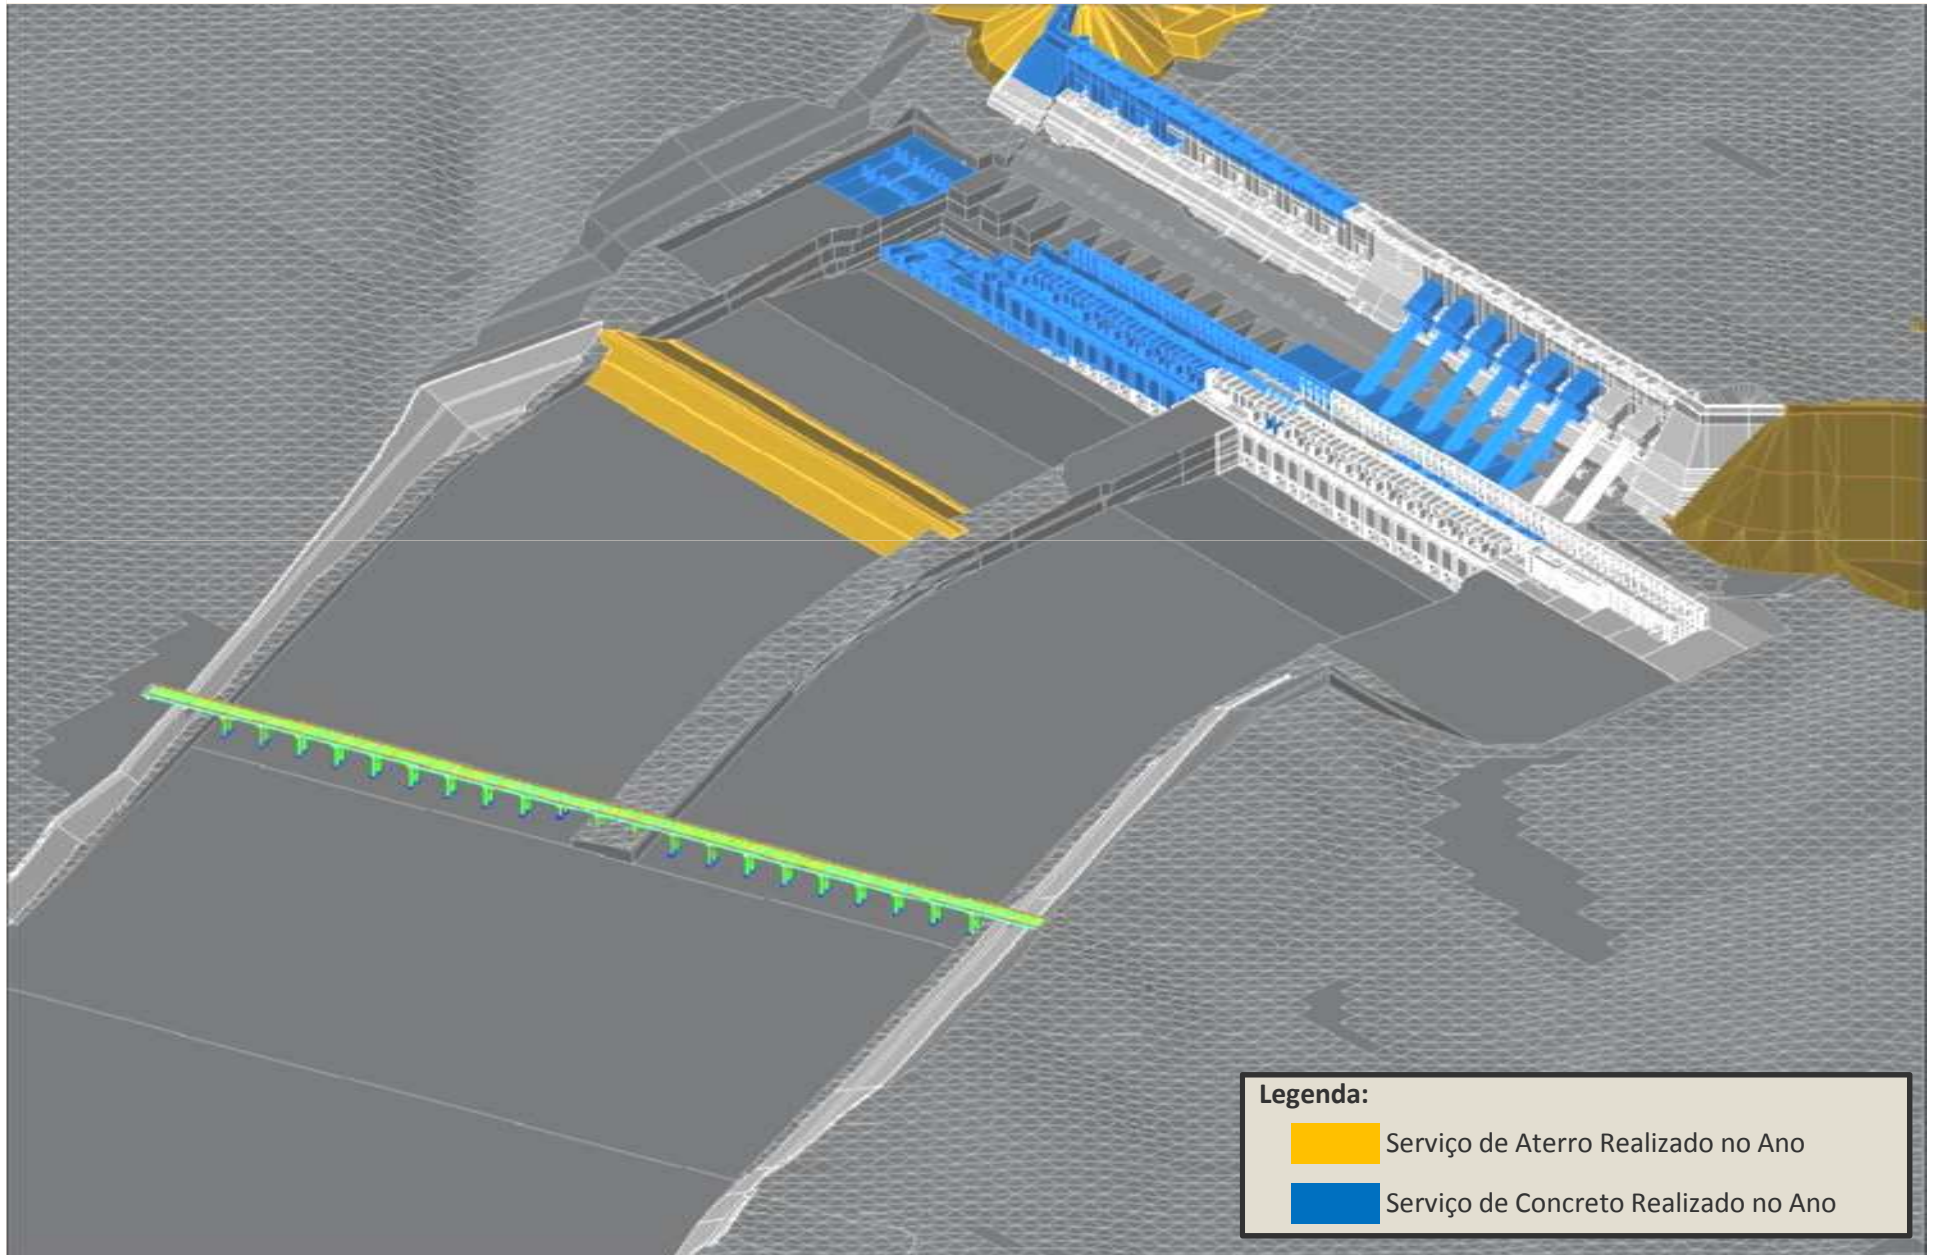 Legenda:
Serviço de Aterro Realizado no Ano
Serviço de Concreto Realizado no Ano